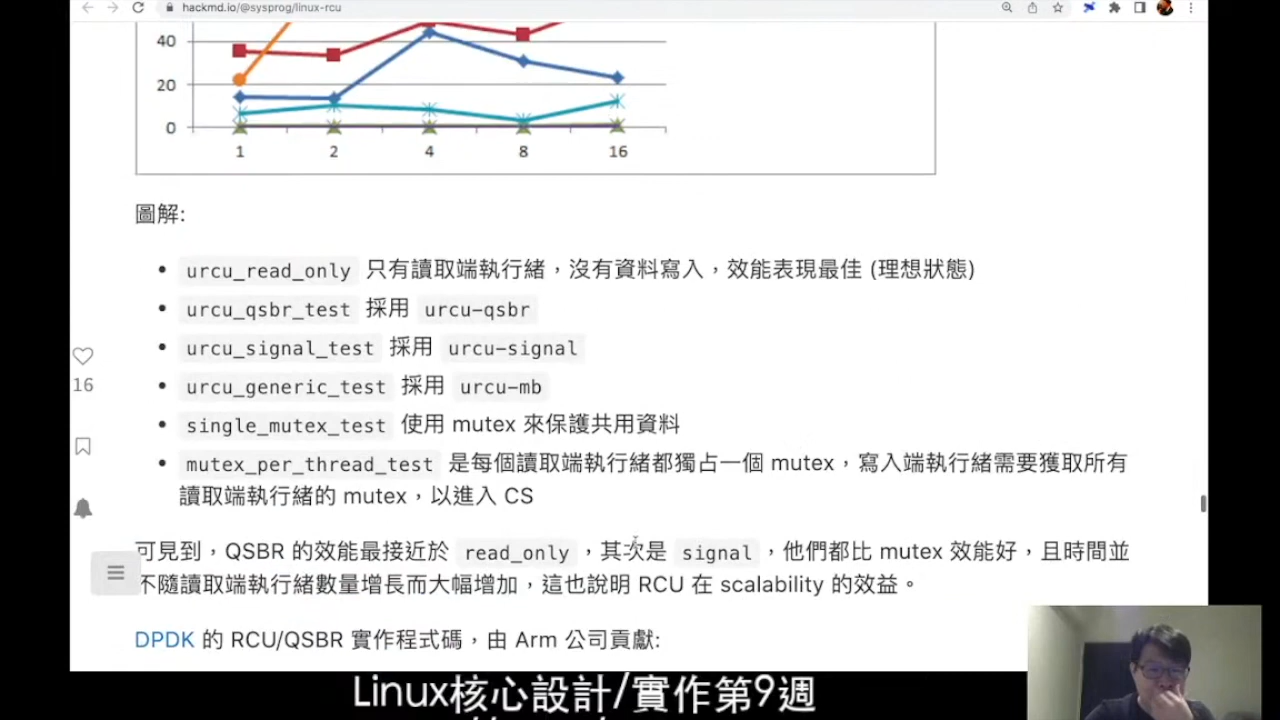 hackmd.io/@sysprog/linux-rcu
40
20
0
1 2 4 8 16
圖解:
urcu_read_only 只有讀取端執行緒，沒有資料寫入，效能表現最佳 (理想狀態)
urcu_qsbr_test 採用 urcu-qsbr
urcu_signal_test 採用 urcu-signal
urcu_generic_test 採用 urcu-mb
single_mutex_test 使用 mutex 來保護共用資料
mutex_per_thread_test 是每個讀取端執行緒都獨占一個 mutex，寫入端執行緒需要獲取所有
讀取端執行緒的 mutex，以進入 CS
16
可見到，QSBR 的效能最接近於 read_only，其次是 signal，他們都比 mutex 效能好，且時間並
不隨讀取端執行緒數量增長而大幅增加，這也說明 RCU 在 scalability 的效益。
DPDK 的 RCU/QSBR 實作程式碼，由 Arm 公司貢獻:
Linux核心設計/實作第9週